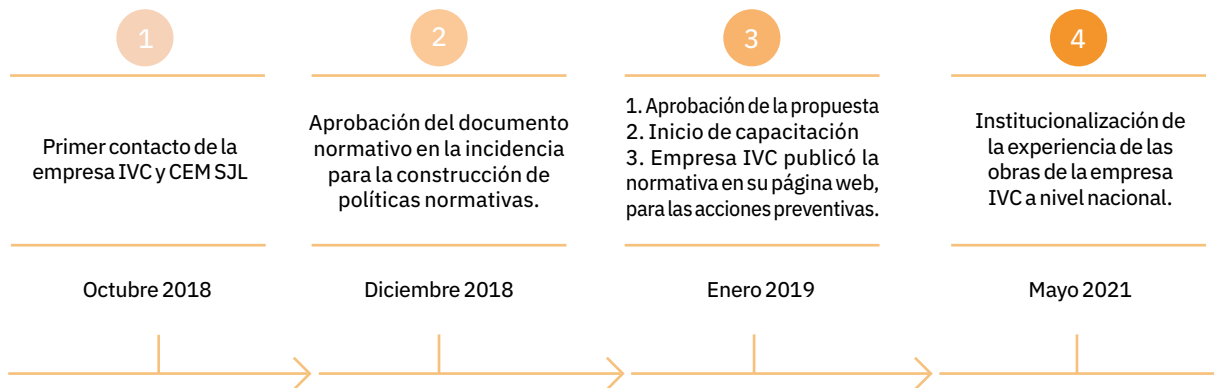 1
Primer contacto de la
empresa IVC y CEM SJL
Octubre 2018
2
Aprobación del documento
normativo en la incidencia
para la construcción de
políticas normativas.
Diciembre 2018
3
1. Aprobación de la propuesta
2. Inicio de capacitación
3. Empresa IVC publicó la
normativa en su página web,
para las acciones preventivas.
Enero 2019
4
Institucionalización de
la experiencia de las
obras de la empresa
IVC a nivel nacional.
Mayo 2021